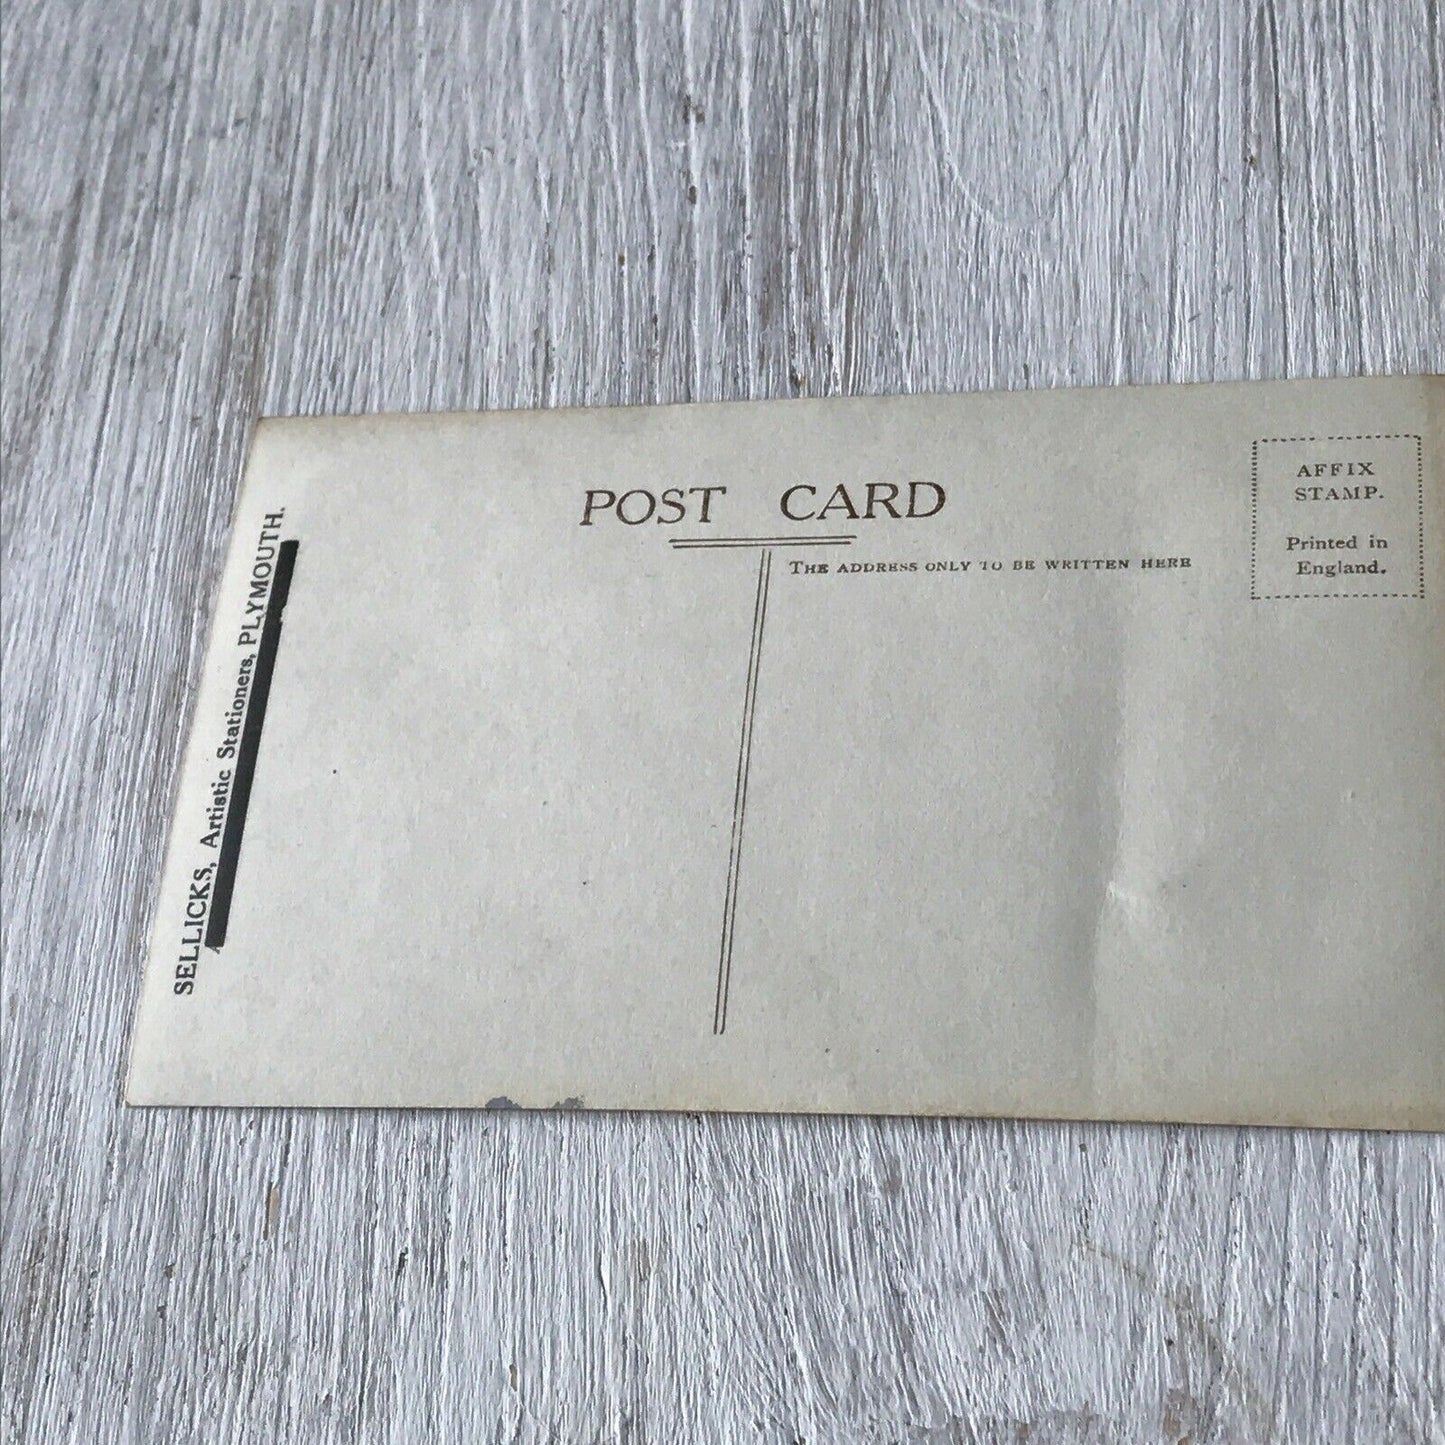 POST CARD
THE ADDRESS ONLY TO BE WRITTEN HERE
AFFIX
STAMP.
Printed in
England.
SELLICKS, Artistic Stationers, PLYMOUTH.